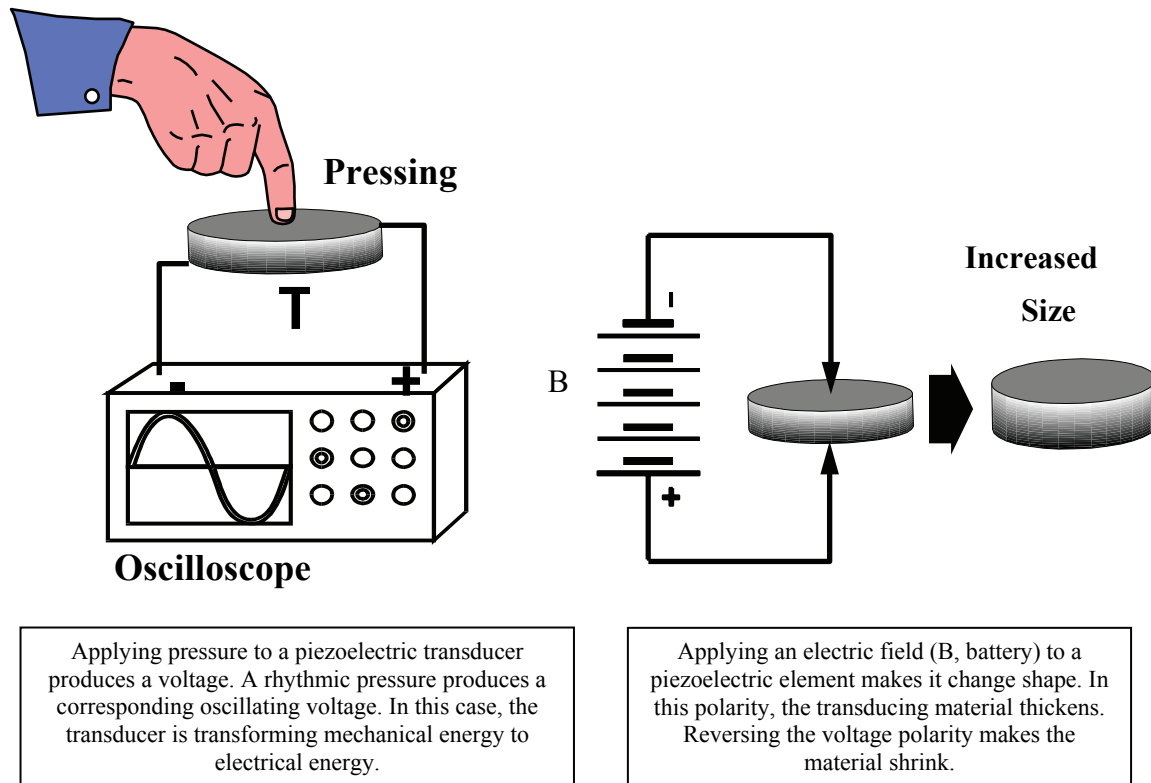 Pressing
T
-
+
Oscilloscope
-
B
+
Increased
Size
Applying pressure to a piezoelectric transducer
produces a voltage. A rhythmic pressure produces a
corresponding oscillating voltage. In this case, the
transducer is transforming mechanical energy to
electrical energy.
Applying an electric field (B, battery) to a
piezoelectric element makes it change shape. In
this polarity, the transducing material thickens.
Reversing the voltage polarity makes the
material shrink.